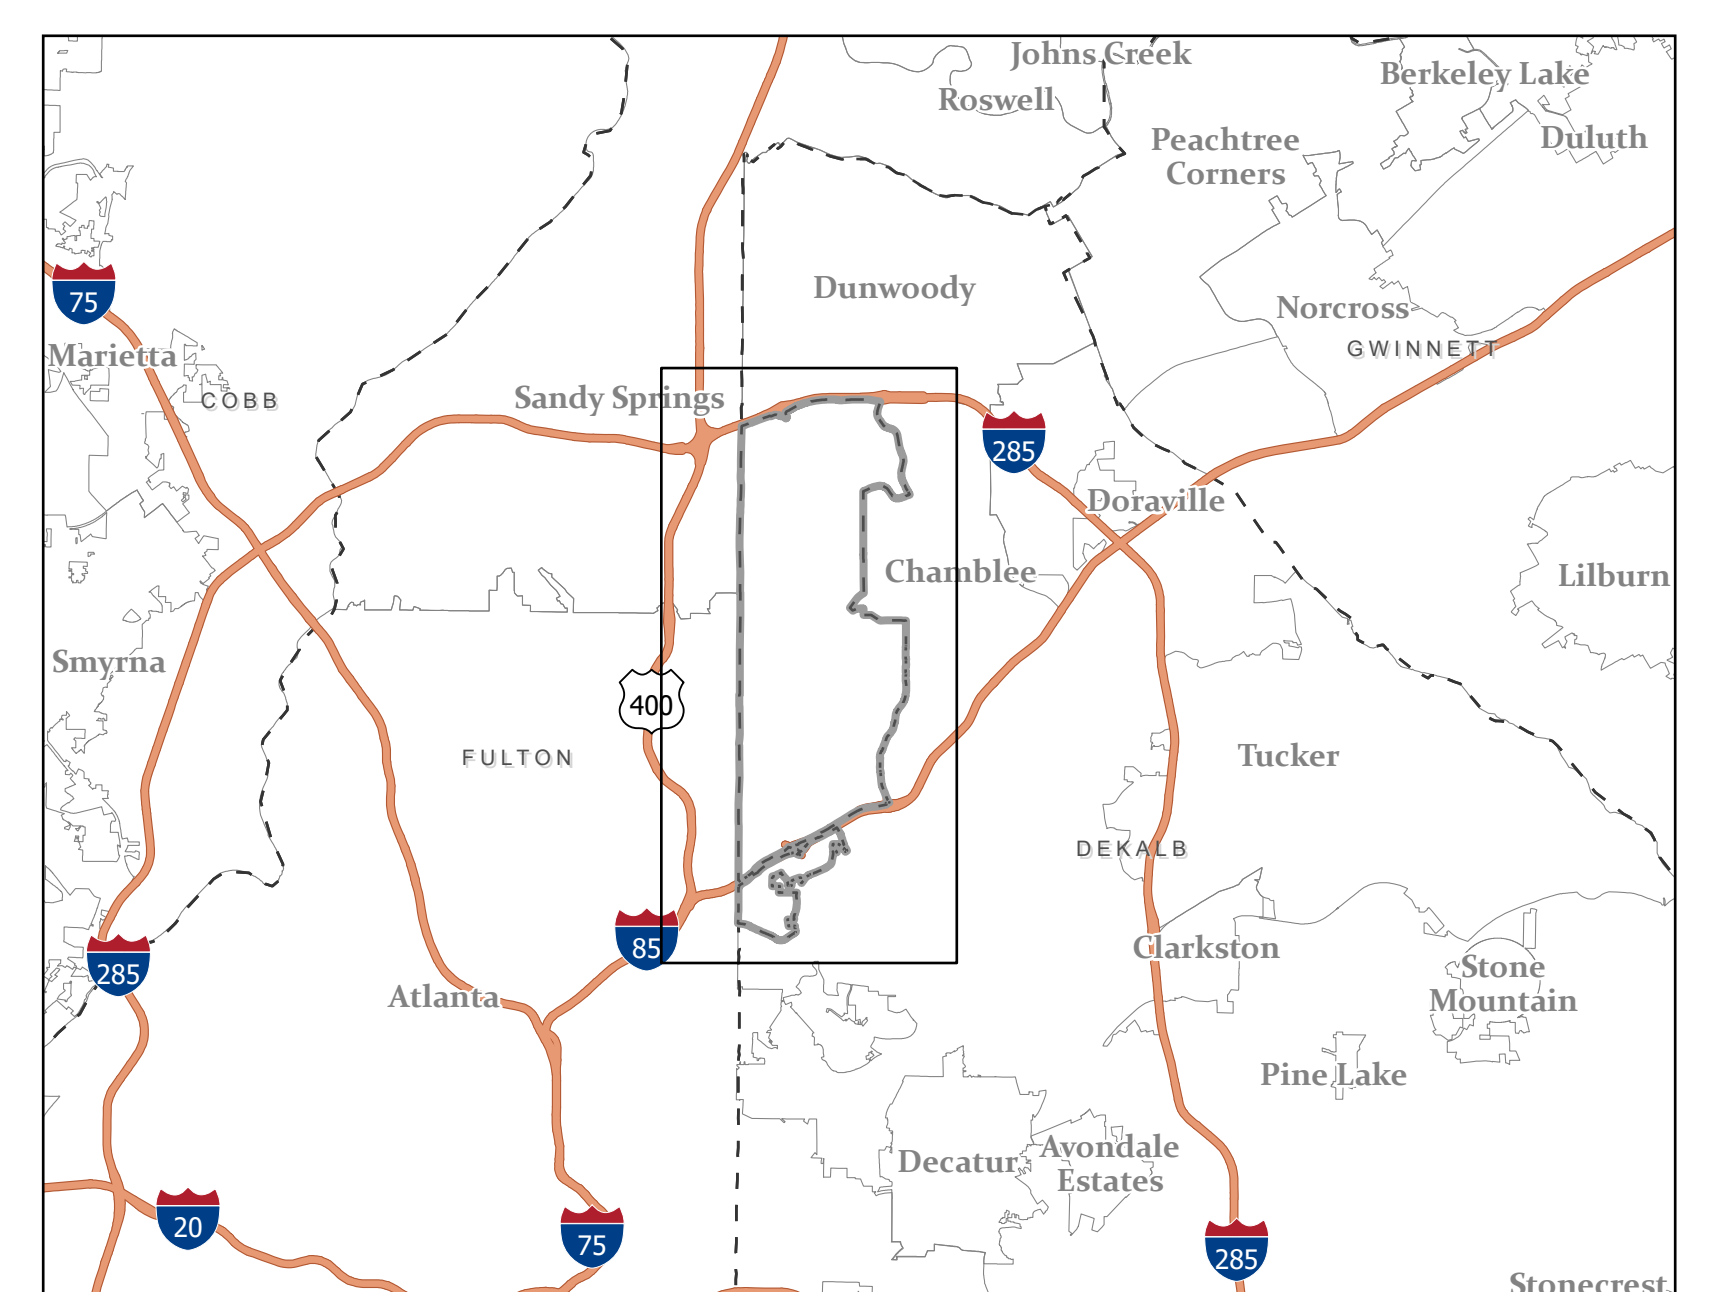 Johns Creek
Berkeley Lake
Roswell
Duluth
Peachtree
Corners
Dunwoody
75
Norcross
GWINNETT
Marietta
COBB
Sandy Springs
285
Doraville
Chamblee
Lilburn
Smyrna
400
FULTON
Tucker
DEKALB
85
Clarkston
285
Stone
Mountain
Atlanta
Pine Lake
Decatur
Avondale
Estates
20
75
285
Stonecrest